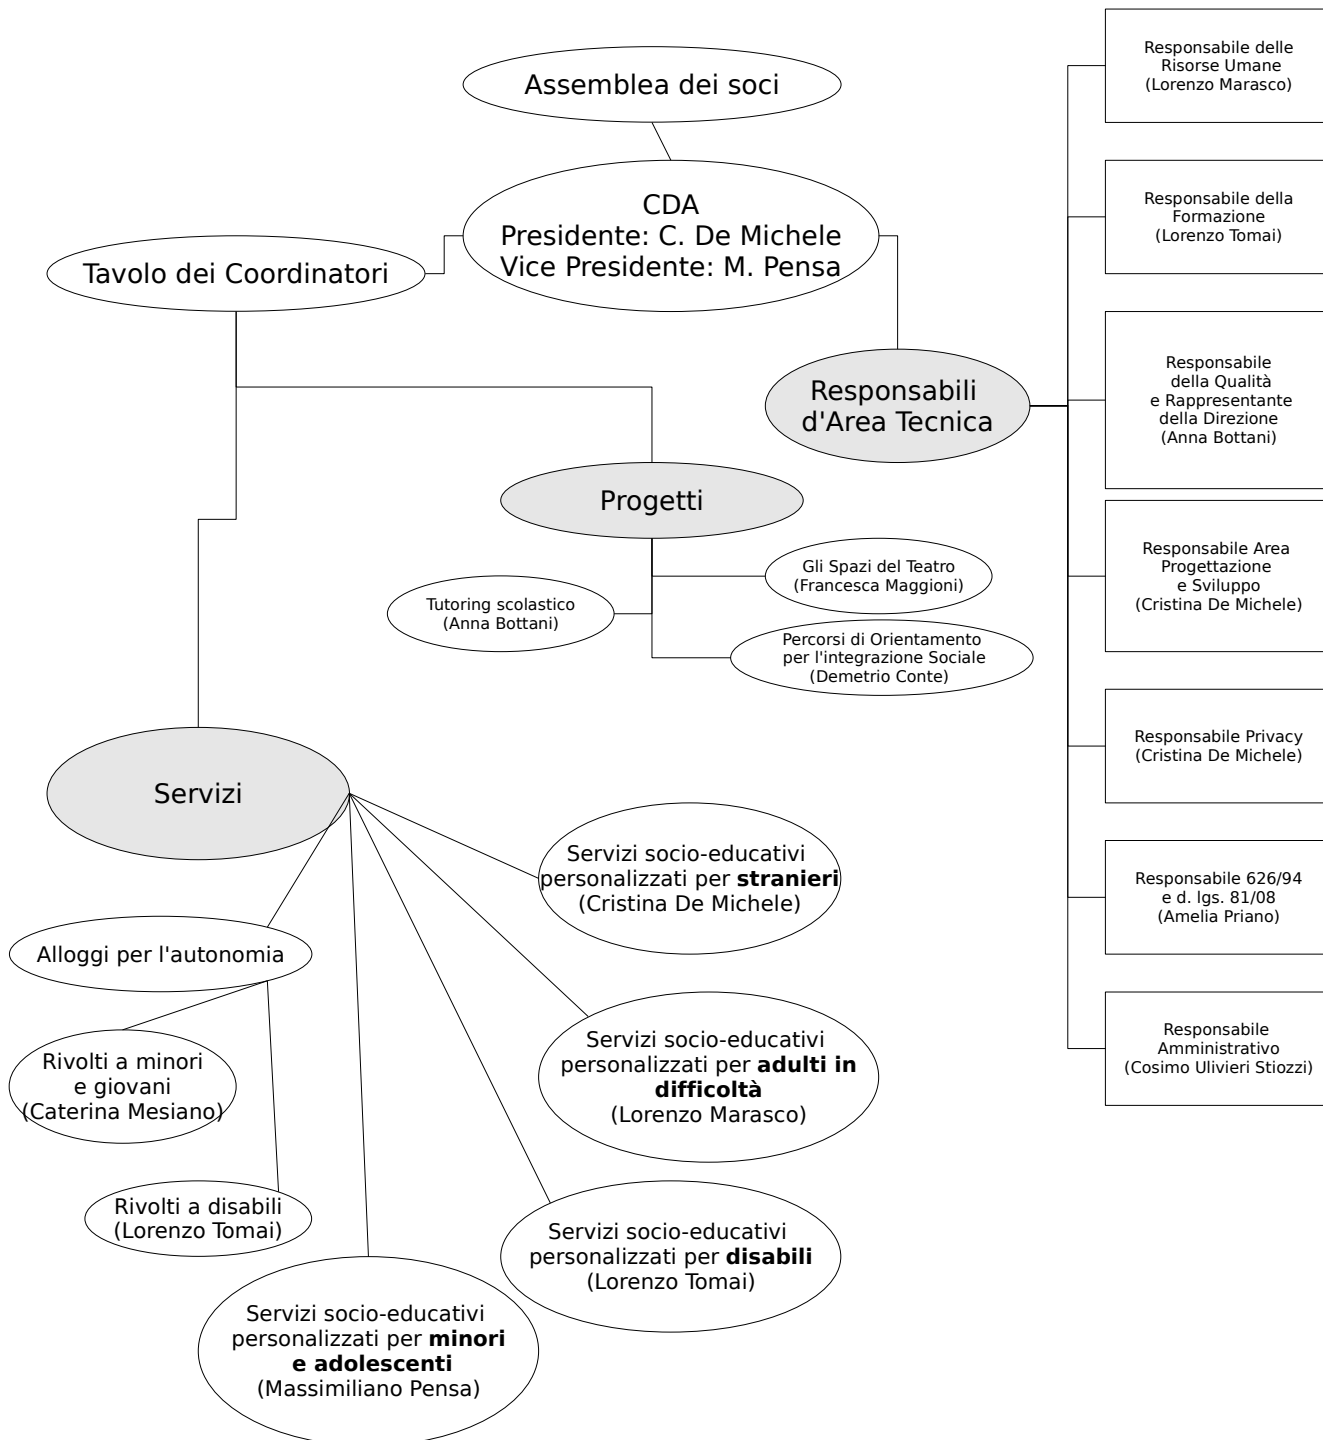 Assemblea dei soci
CDA
Presidente: C. De Michele
Vice Presidente: M. Pensa
Tavolo dei Coordinatori
Responsabili
d'Area Tecnica
Progetti
Gli Spazi del Teatro
(Francesca Maggioni)
Tutoring scolastico
(Anna Bottani)
Percorsi di Orientamento
per l'integrazione Sociale
(Demetrio Conte)
Servizi
Servizi socio-educativi
personalizzati per stranieri
(Cristina De Michele)
Alloggi per l'autonomia
Rivolti a minori
e giovani
(Caterina Mesiano)
Servizi socio-educativi
personalizzati per adulti in
difficoltà
(Lorenzo Marasco)
Rivolti a disabili
(Lorenzo Tomai)
Servizi socio-educativi
personalizzati per disabili
(Lorenzo Tomai)
Servizi socio-educativi
personalizzati per minori
e adolescenti
(Massimiliano Pensa)
Responsabile delle
Risorse Umane
(Lorenzo Marasco)
Responsabile della
Formazione
(Lorenzo Tomai)
Responsabile
della Qualità
e Rappresentante
della Direzione
(Anna Bottani)
Responsabile Area
Progettazione
e Sviluppo
(Cristina De Michele)
Responsabile Privacy
(Cristina De Michele)
Responsabile 626/94
e d. lgs. 81/08
(Amelia Priano)
Responsabile
Amministrativo
(Cosimo Ulivieri Stiozzi)